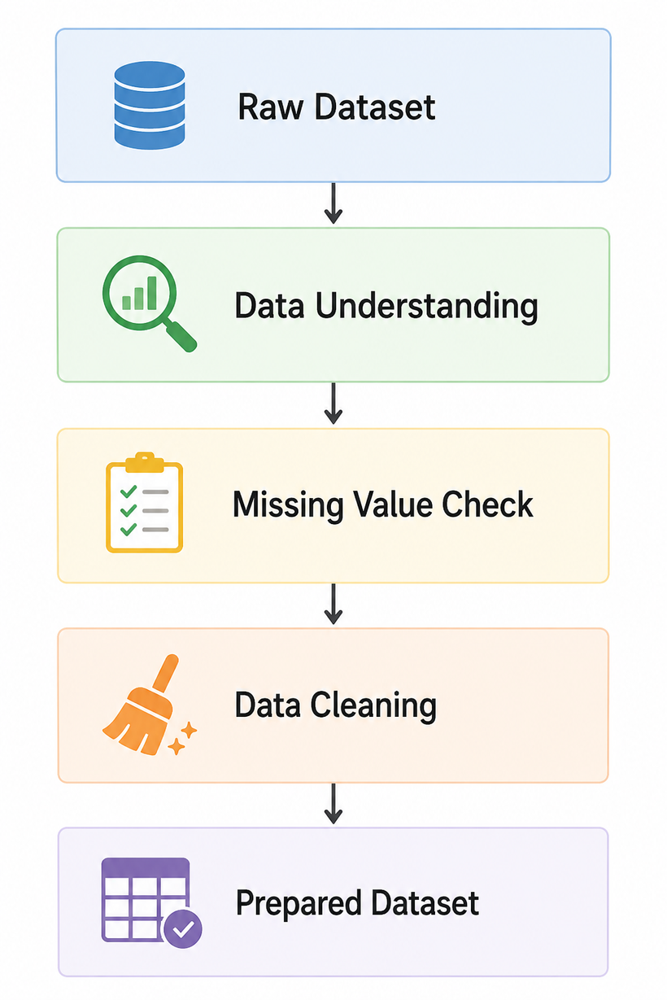 Raw Dataset
Data Understanding
Missing Value Check
Data Cleaning
Prepared Dataset